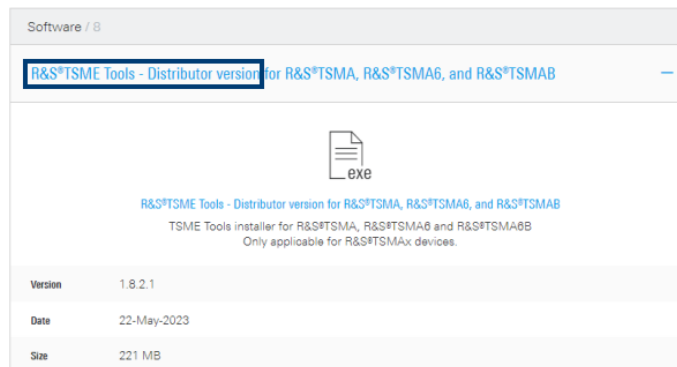 Software / 8
R&S®TSME Tools - Distributor version for R&S®TSMA, R&S®TSMA6, and R&S®TSMAB
exe
R&S®TSME Tools - Distributor version for R&S®TSMA, R&S®TSMA6, and R&S®TSMAB
TSME Tools installer for R&S®TSMA, R&S®TSMA6 and R&S®TSMA6B
Only applicable for R&S®TSMAx devices.
Version 1.8.2.1
Date 22-May-2023
Size 221 MB